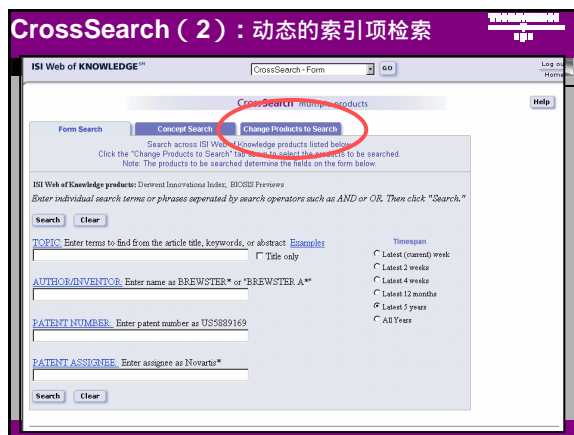 CrossSearch（2）: 动态的索引项检索
ISI Web of KNOWLEDGE SM
CrossSearch - Form
GO
Log ou
Home
CrossSearch multiple products
Help
Form Search
Concept Search
Change Products to Search
Search across ISI Web of Knowledge products listed below
Click the "Change Products to Search" tab above to select the products to be searched.
Note: The products to be searched determine the fields on the form below.
ISI Web of Knowledge products: Derwent Innovations Index; BIOSIS Previews
Enter individual search terms or phrases seperated by search operators such as AND or OR. Then click "Search."
Search Clear
TOPIC: Enter terms to find from the article title, keywords, or abstract Examples
Title only
AUTHOR/INVENTOR: Enter name as BREWSTER* or "BREWSTER A*"
PATENT NUMBER: Enter patent number as US5889169
PATENT ASSIGNEE: Enter assignee as Novartis*
Search Clear
Timespan
Latest (current) week
Latest 2 weeks
Latest 4 weeks
Latest 12 months
Latest 5 years
All Years